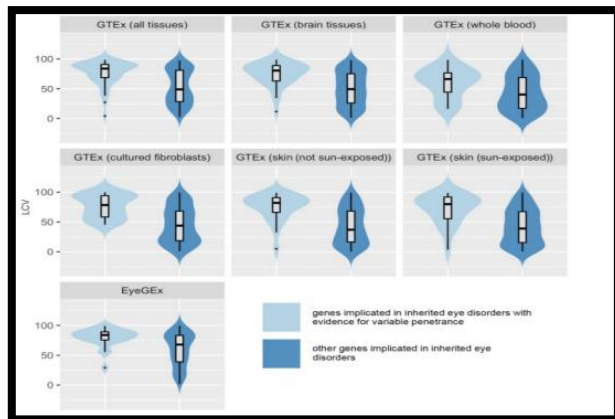 GTEx (all tissues)
GTEx (brain tissues)
GTEx (whole blood)
100
50
0
GTEx (cultured fibroblasts)
GTEx (skin (not sun-exposed))
GTEx (skin (sun-exposed))
LCV
100
50
0
EyeGEx
100
50
0
genes implicated in inherited eye disorders with
evidence for variable penetrance
other genes implicated in inherited eye
disorders